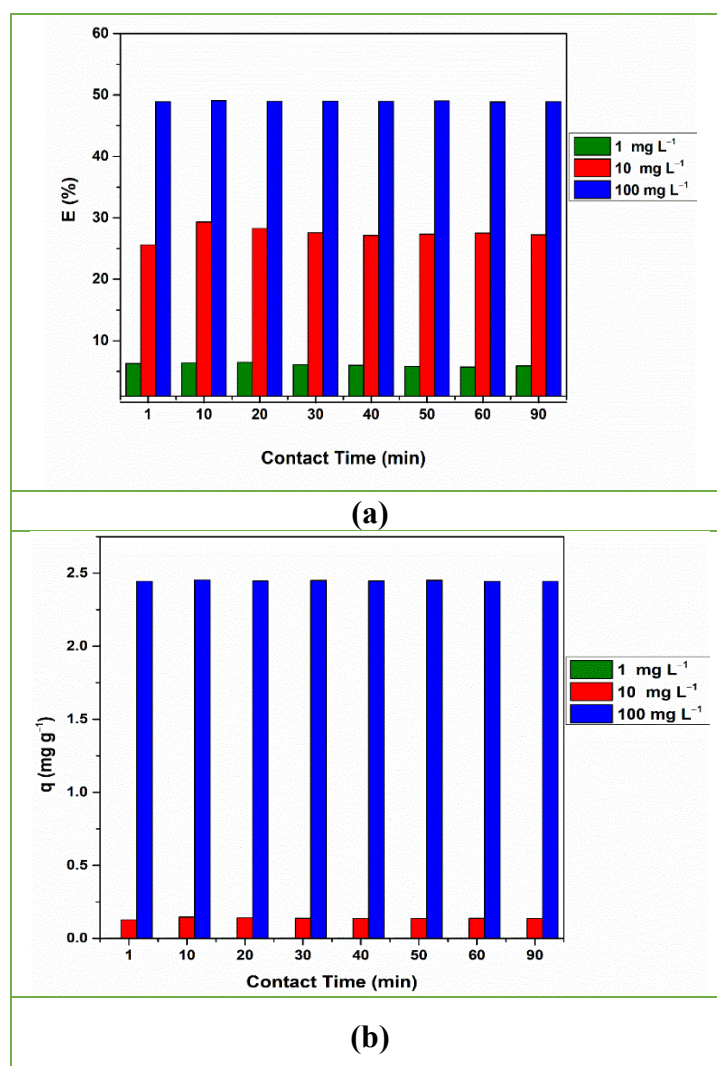 60
50
40
30
20
10
E (%)
1 mg L⁻¹
10 mg L⁻¹
100 mg L⁻¹
1 10 20 30 40 50 60 90
Contact Time (min)
(a)
2.5
2.0
1.5
1.0
0.5
0.0
q (mg g⁻¹)
1 mg L⁻¹
10 mg L⁻¹
100 mg L⁻¹
1 10 20 30 40 50 60 90
Contact Time (min)
(b)